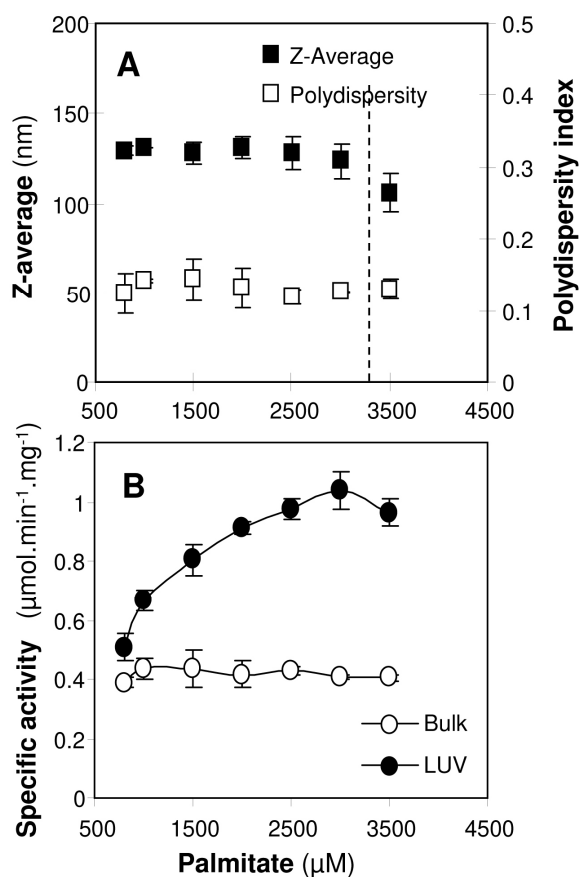 A
Z-Average
Polydispersity
Z-average (nm)
200
150
100
50
0
Polydispersity index
0.5
0.4
0.3
0.2
0.1
0
500 1500 2500 3500 4500
B
Specific activity (µmol.min⁻¹.mg⁻¹)
1.2
1
0.8
0.6
0.4
0.2
0
Bulk
LUV
500 1500 2500 3500 4500
Palmitate (µM)